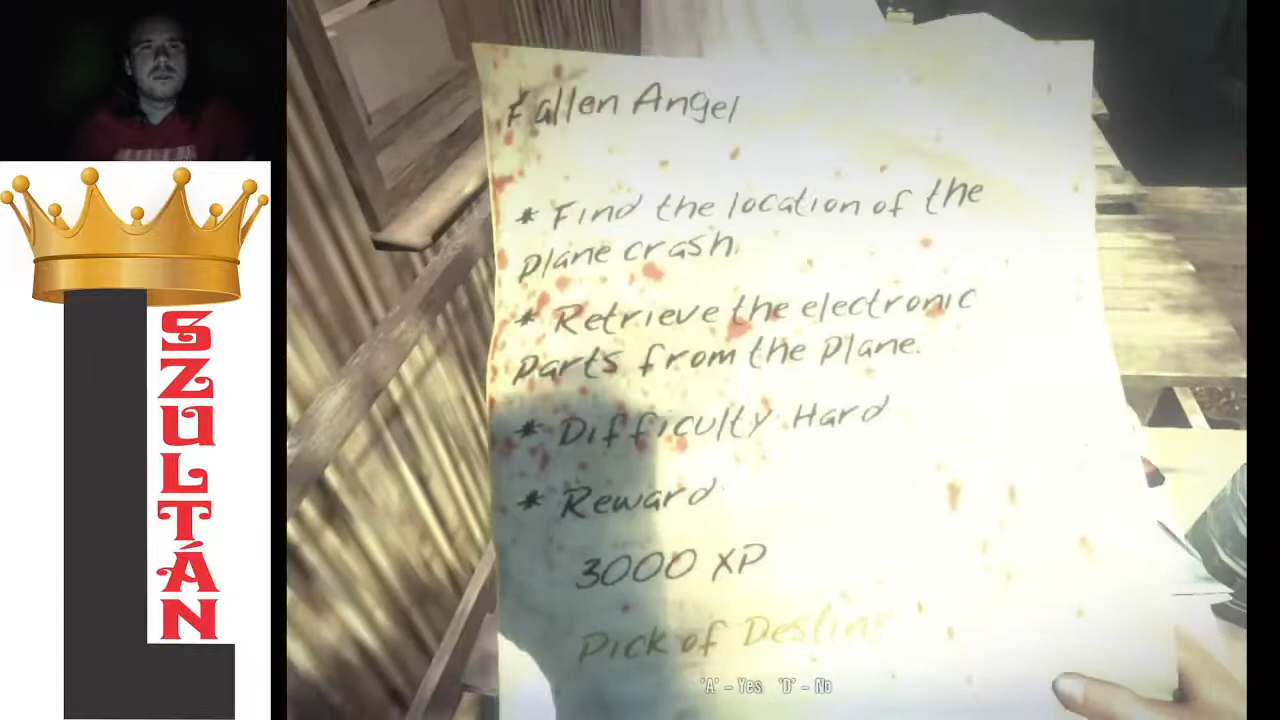 L
SZULTÁN
Fallen Angel
* Find the location of the
plane crash.
* Retrieve the electronic
parts from the plane.
* Difficulty Hard
* Reward
3000 XP
Pick of Destiny
'A' - Yes 'D' - No